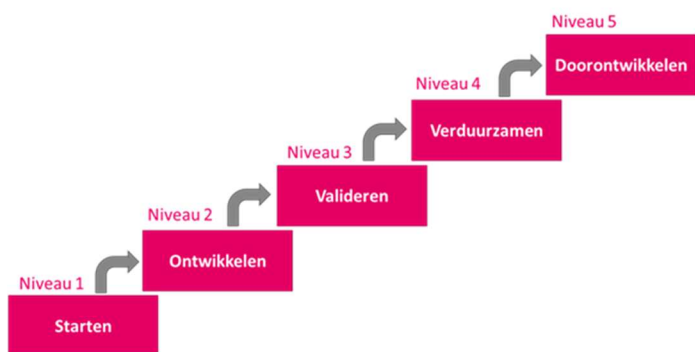 Niveau 5
Doorontwikkelen
Niveau 4
Verduurzamen
Niveau 3
Valideren
Niveau 2
Ontwikkelen
Niveau 1
Starten